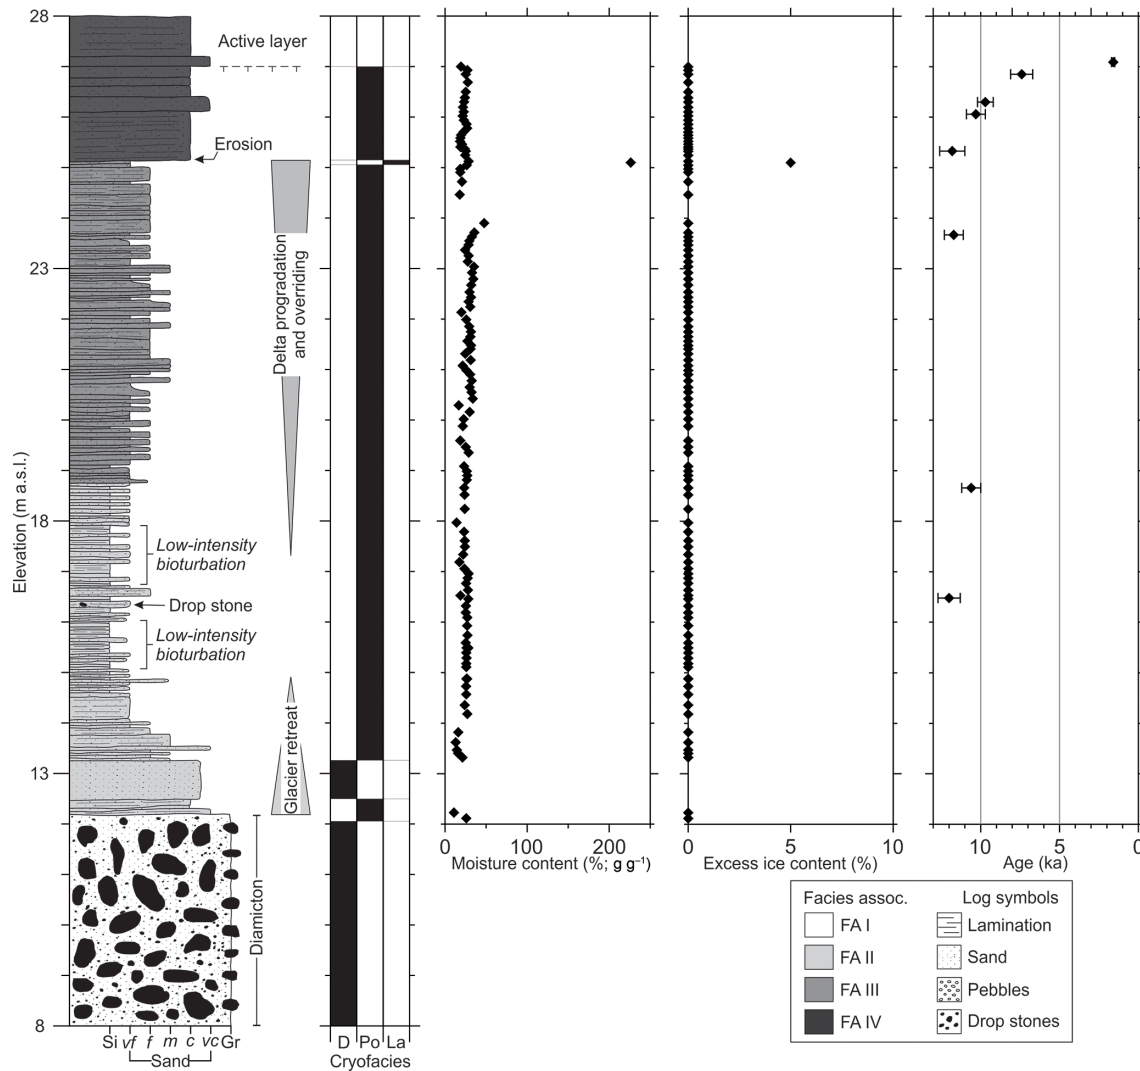 28
23
18
13
8
Elevation (m a.s.l.)
Active layer
Erosion
Low-intensity
bioturbation
Drop stone
Low-intensity
bioturbation
Diamicton
Si vf f m c vc Gr
Sand
Delta progradation
and overriding
Glacier retreat
D Po La
Cryofacies
0 100 200
Moisture content (%; g g⁻¹)
0 5 10
Excess ice content (%)
10 5 0
Age (ka)
Facies assoc.
FA I
FA II
FA III
FA IV
Log symbols
Lamination
Sand
Pebbles
Drop stones